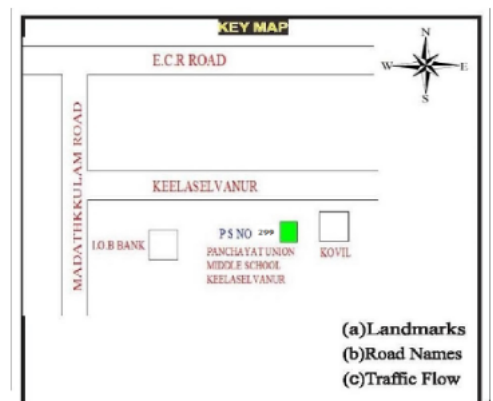 KEY MAP
N
E.C.R ROAD
W
E
S
MADATHKKULAM ROAD
KEELASELVANUR
I.O.B BANK
P S NO 299
KOVIL
PANCHAYAT UNION
MIDDLE SCHOOL
KEELASELVANUR
(a)Landmarks
(b)Road Names
(c)Traffic Flow